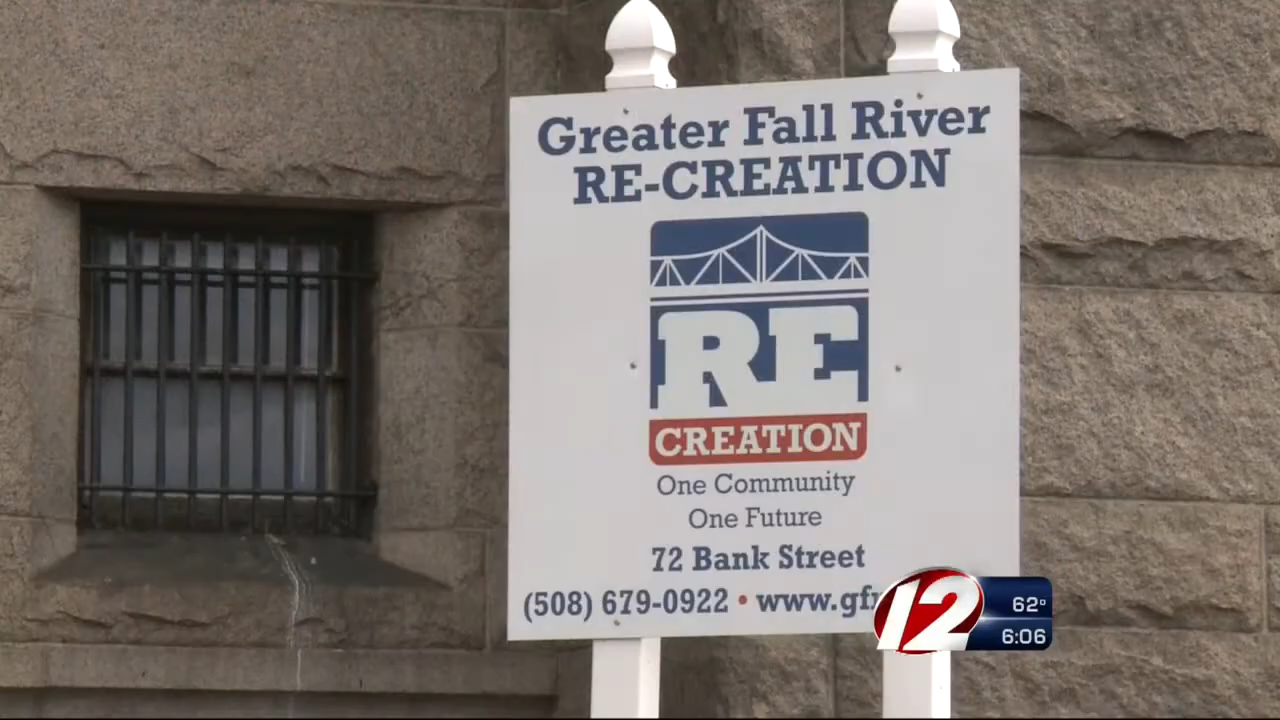 Greater Fall River
RE-CREATION
RE
CREATION
One Community
One Future
72 Bank Street
(508) 679-0922 • www.gf
12
62°
6:06